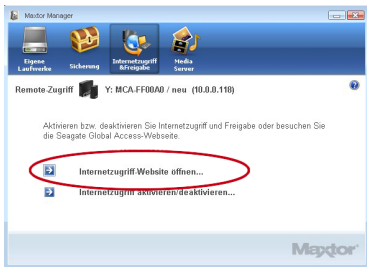 Maxtor Manager
Eigene
Laufwerke
Sicherung
Internetzugriff
&Freigabe
Media
Server
Remote-Zugriff Y: MCA-FF00A0 / neu (10.0.0.118)
Aktivieren bzw. deaktivieren Sie Internetzugriff und Freigabe oder besuchen Sie
die Seagate Global Access-Webseite.
Internetzugriff-Website öffnen...
Internetzugriff aktivieren/deaktivieren...
Maxtor